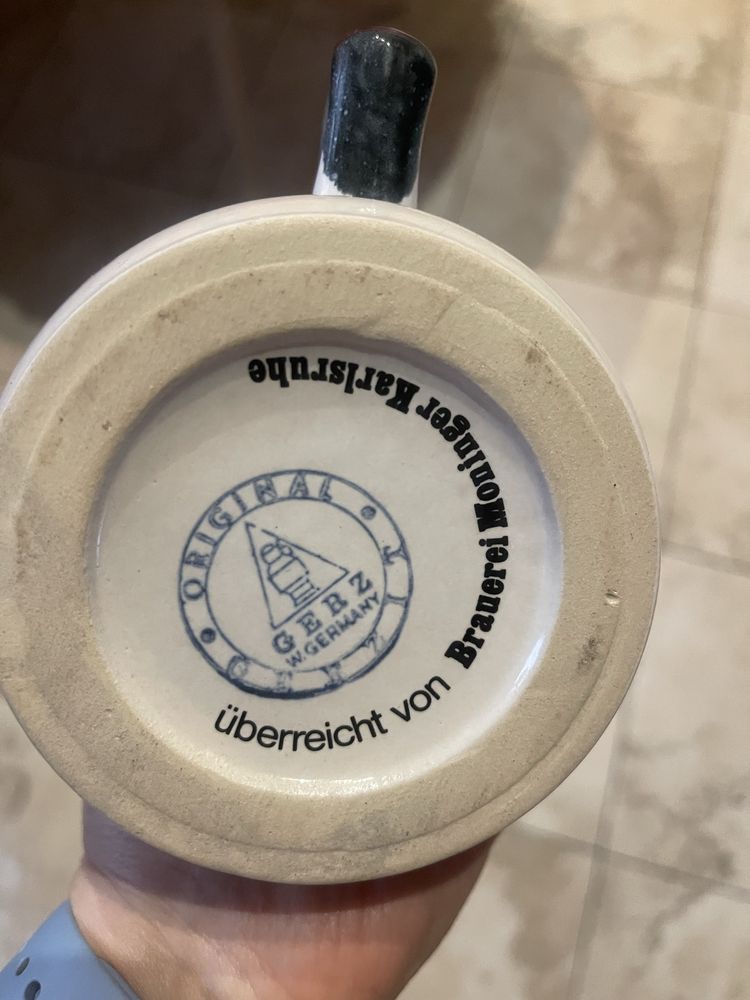 überreicht von
Brauerei Moninger Karlsruhe
ORIGINAL
GERZ
W. GERMANY